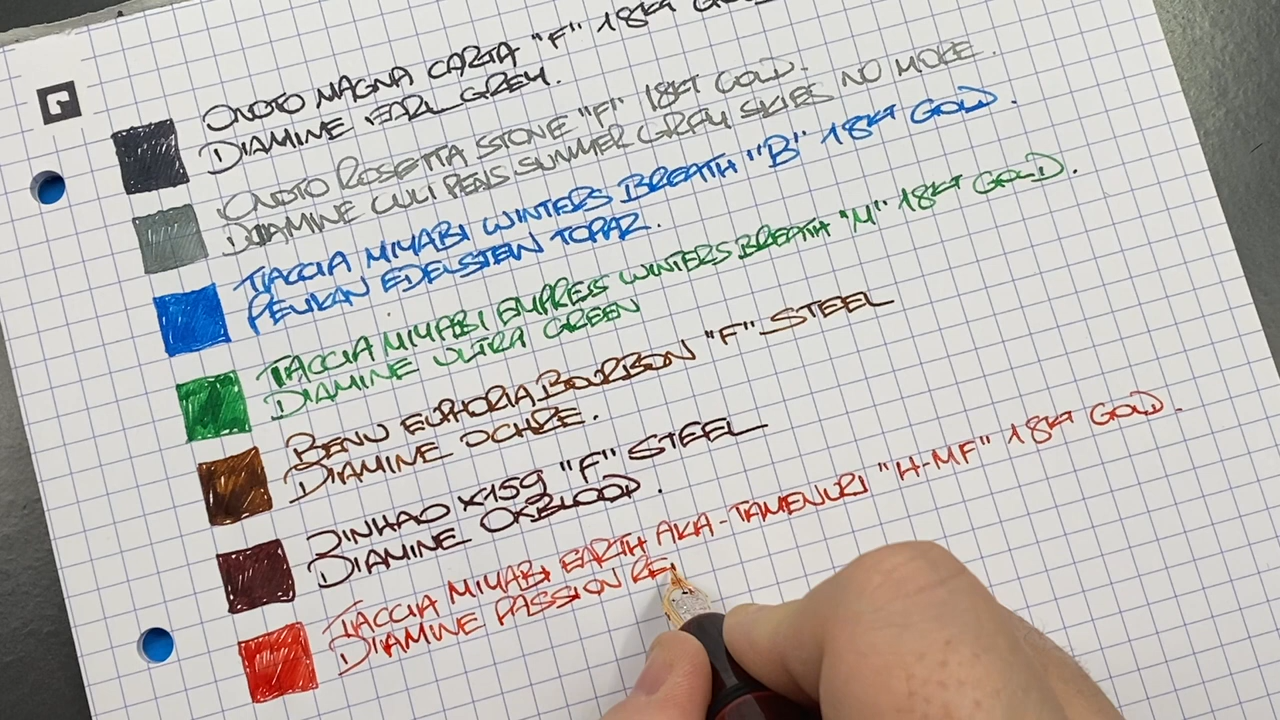 ONOTO MAGNA CARTA "F" 18KT
DIAMINE EARL GREY.
ONOTO ROSETTA STONE "F" 18KT GOLD.
DIAMINE CULT PENS SUMMER GREY SKIES NO MORE.
TACCIA MIYABI WINTERS BREATH "B" 18KT GOLD.
PELIKAN EDELSTEIN TOPAZ.
TACCIA MIYABI EMPRESS WINTERS BREATH "M" 18KT GOLD.
DIAMINE ULTRA GREEN
BENU EUPHORIA BOURBON "F" STEEL
DIAMINE OCHRE.
JINHAO X159 "F" STEEL
DIAMINE OXBLOOD.
TACCIA MIYABI EARTH AKA-TAMENURI "H-MF" 18KT GOLD.
DIAMINE PASSION RE